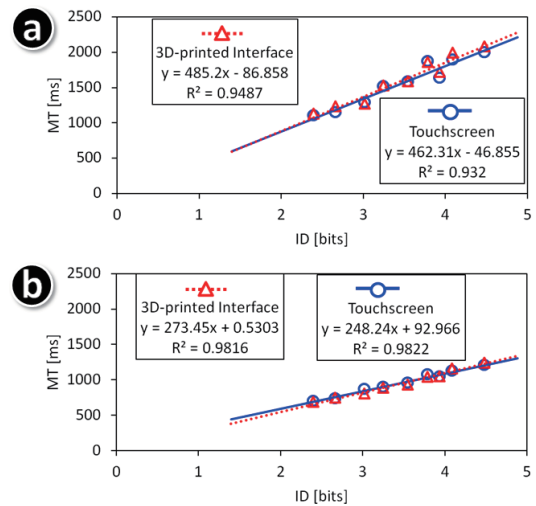 a
2500
2000
1500
1000
500
0
MT [ms]
3D-printed Interface
y = 485.2x - 86.858
R² = 0.9487
Touchscreen
y = 462.31x - 46.855
R² = 0.932
0 1 2 3 4 5
ID [bits]
b
2500
2000
1500
1000
500
0
MT [ms]
3D-printed Interface
y = 273.45x + 0.5303
R² = 0.9816
Touchscreen
y = 248.24x + 92.966
R² = 0.9822
0 1 2 3 4 5
ID [bits]